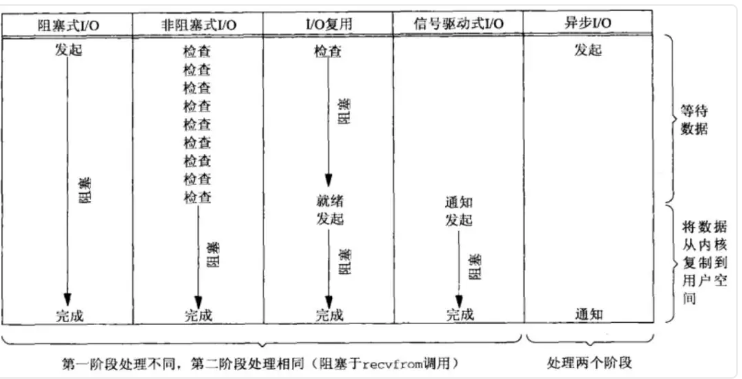 阻塞式I/O 非阻塞式I/O I/O复用 信号驱动式I/O 异步I/O
发起 检查 检查 发起
检查
检查
检查
检查
检查
检查
检查
检查
阻塞
阻塞
等待
数据
就绪 通知
发起 发起
阻塞
阻塞
阻塞
将数据
从内核
复制到
用户空
间
完成 完成 完成 完成 通知
第一阶段处理不同，第二阶段处理相同（阻塞于recvfrom调用） 处理两个阶段